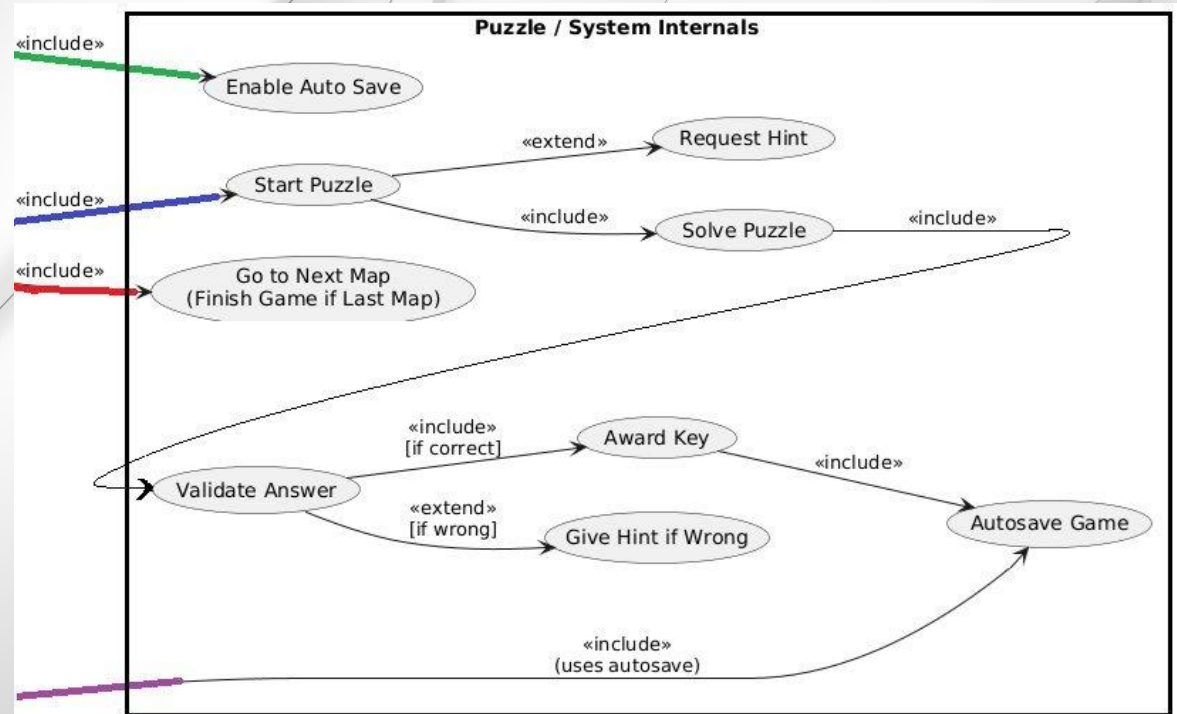 Puzzle / System Internals
«include»
Enable Auto Save
«extend»
Request Hint
«include»
Start Puzzle
«include»
Solve Puzzle
«include»
«include»
Go to Next Map
(Finish Game if Last Map)
«include»
[if correct]
Award Key
«include»
Validate Answer
«extend»
[if wrong]
Give Hint if Wrong
Autosave Game
«include»
(uses autosave)